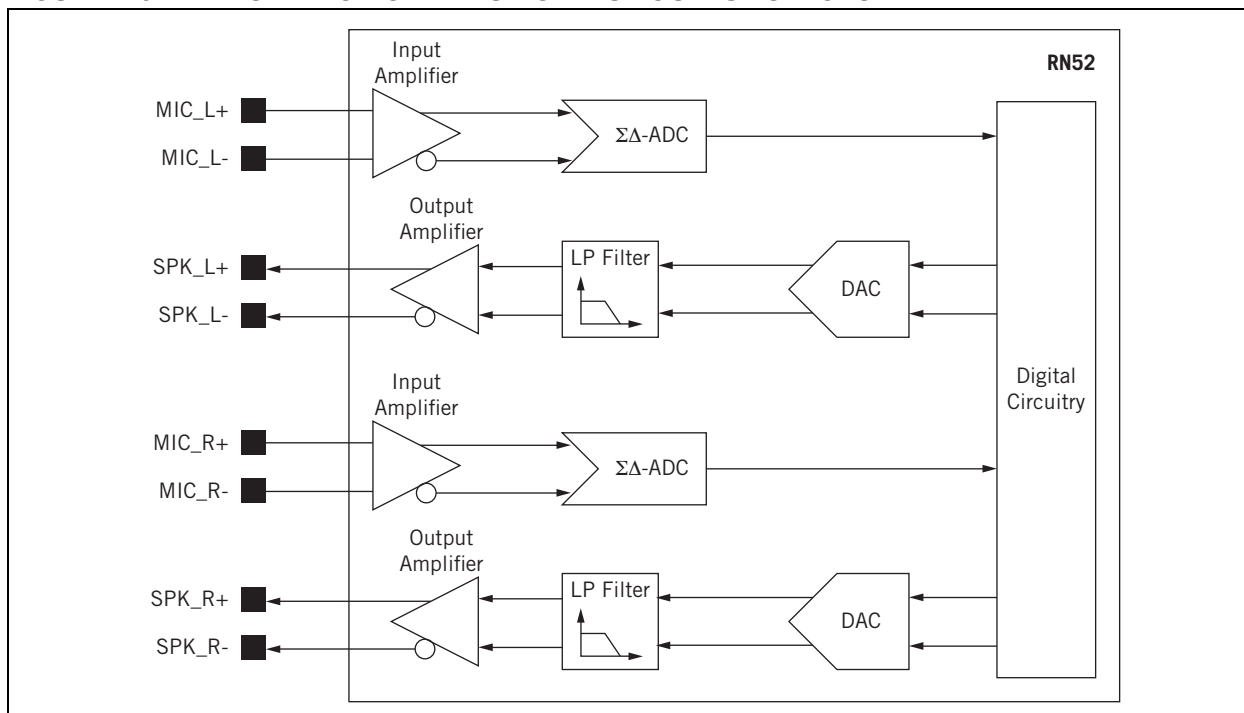 RN52
Input
Amplifier
MIC_L+
MIC_L-
ΣΔ-ADC
Output
Amplifier
SPK_L+
SPK_L-
LP Filter
DAC
Input
Amplifier
MIC_R+
MIC_R-
ΣΔ-ADC
Digital
Circuitry
Output
Amplifier
SPK_R+
SPK_R-
LP Filter
DAC